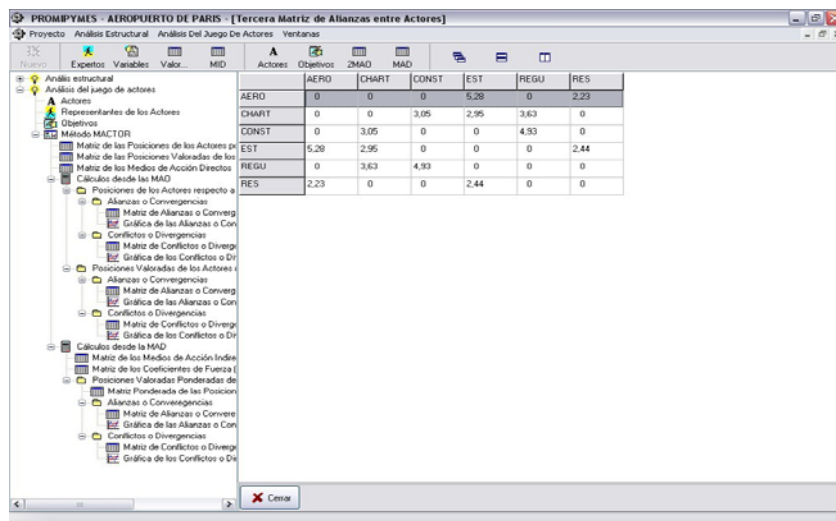 PROMIPYMES - AEROPUERTO DE PARIS - [Tercera Matriz de Alianzas entre Actores]
Proyecto Análisis Estructural Análisis Del Juego De Actores Ventanas
Nuevo Expertos Variables Valor... MID Actores Objetivos 2MAO MAD
Anális estructural
Análisis del juego de actores
Actores
Representantes de los Actores
Objetivos
Método MACTOR
Matriz de las Posiciones de los Actores po
Matriz de las Posiciones Valoradas de los
Matriz de los Medios de Acción Directos
Cálculos desde las MAO
Posiciones de los Actores respecto a
Alianzas o Convergencias
Matriz de Alianzas o Converg
Gráfica de las Alianzas o Con
Conflictos o Divergencias
Matriz de Conflictos o Diverge
Gráfica de los Conflictos o Di
Posiciones Valoradas de los Actores
Alianzas o Convergencias
Matriz de Alianzas o Converg
Gráfica de las Alianzas o Con
Conflictos o Divergencias
Matriz de Conflictos o Diverge
Gráfica de los Conflictos o Di
Cálculos desde la MAD
Matriz de los Medios de Acción Indire
Matriz de los Coeficientes de Fuerza (
Posiciones Valoradas Ponderadas de
Matriz Ponderada de las Posicion
Alianzas o Converegencias
Matriz de Alianzas o Convere
Gráfica de las Alianzas o Con
Conflictos o Divergencias
Matriz de Conflictos o Diverge
Gráfica de los Conflictos o Di
AERO CHART CONST EST REGU RES
AERO 0 0 0 5,28 0 2,23
CHART 0 0 3,05 2,95 3,63 0
CONST 0 3,05 0 0 4,93 0
EST 5,28 2,95 0 0 0 2,44
REGU 0 3,63 4,93 0 0 0
RES 2,23 0 0 2,44 0 0
Cerrar